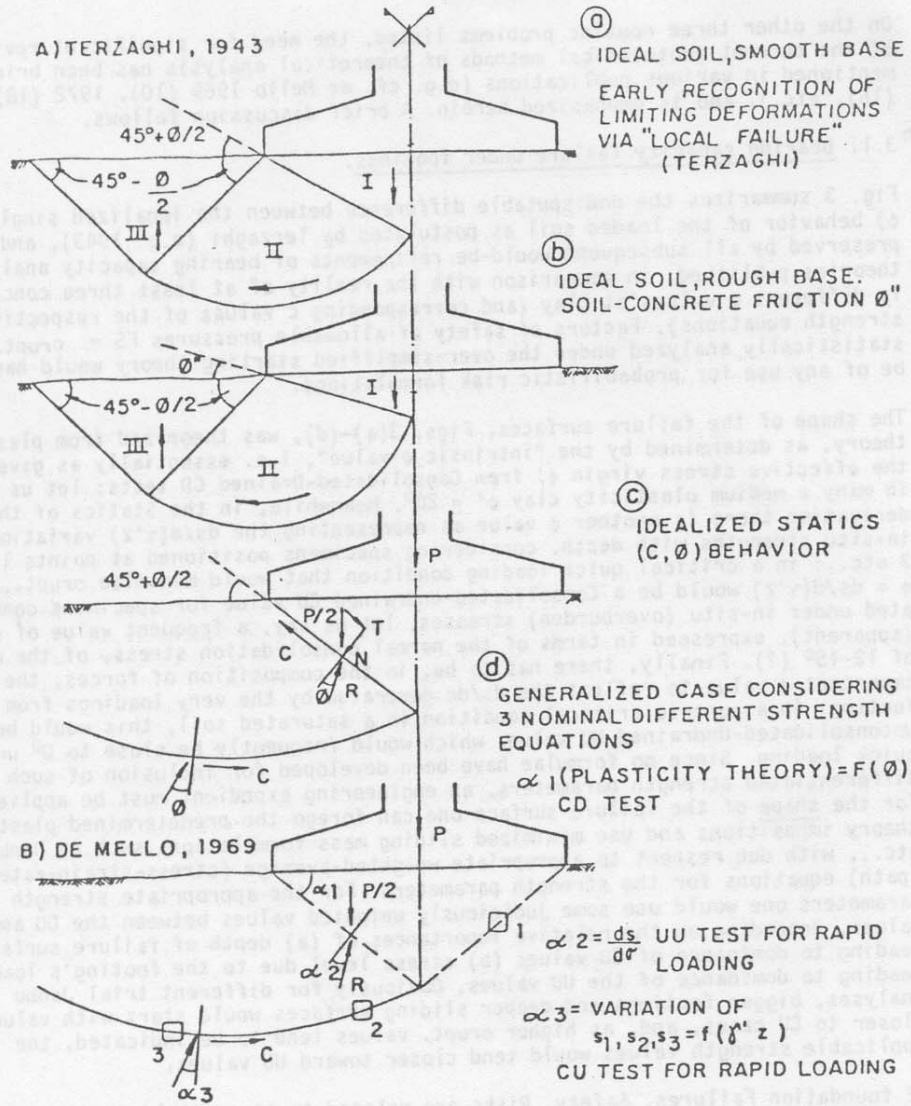 A) TERZAGHI, 1943
ⓐ
IDEAL SOIL, SMOOTH BASE
EARLY RECOGNITION OF
LIMITING DEFORMATIONS
VIA "LOCAL FAILURE"
(TERZAGHI)
45°+Ø/2
45°-Ø/2
I
II
III
ⓑ
IDEAL SOIL, ROUGH BASE
SOIL-CONCRETE FRICTION Ø"
Ø"
45°-Ø/2
I
II
III
ⓒ
IDEALIZED STATICS
(C,Ø) BEHAVIOR
P
45°+Ø/2
P/2
T
C
N
Ø
R
C
Ø
ⓓ
GENERALIZED CASE CONSIDERING
3 NOMINAL DIFFERENT STRENGTH
EQUATIONS
α1 (PLASTICITY THEORY)-F(Ø)
CD TEST
B) DE MELLO, 1969
P
α1
P/2
α2
R
1
2
3
C
α3
α2 = ds/dσ UU TEST FOR RAPID
LOADING
α3 = VARIATION OF
s1, s2, s3 = f(γ'z)
CU TEST FOR RAPID LOADING